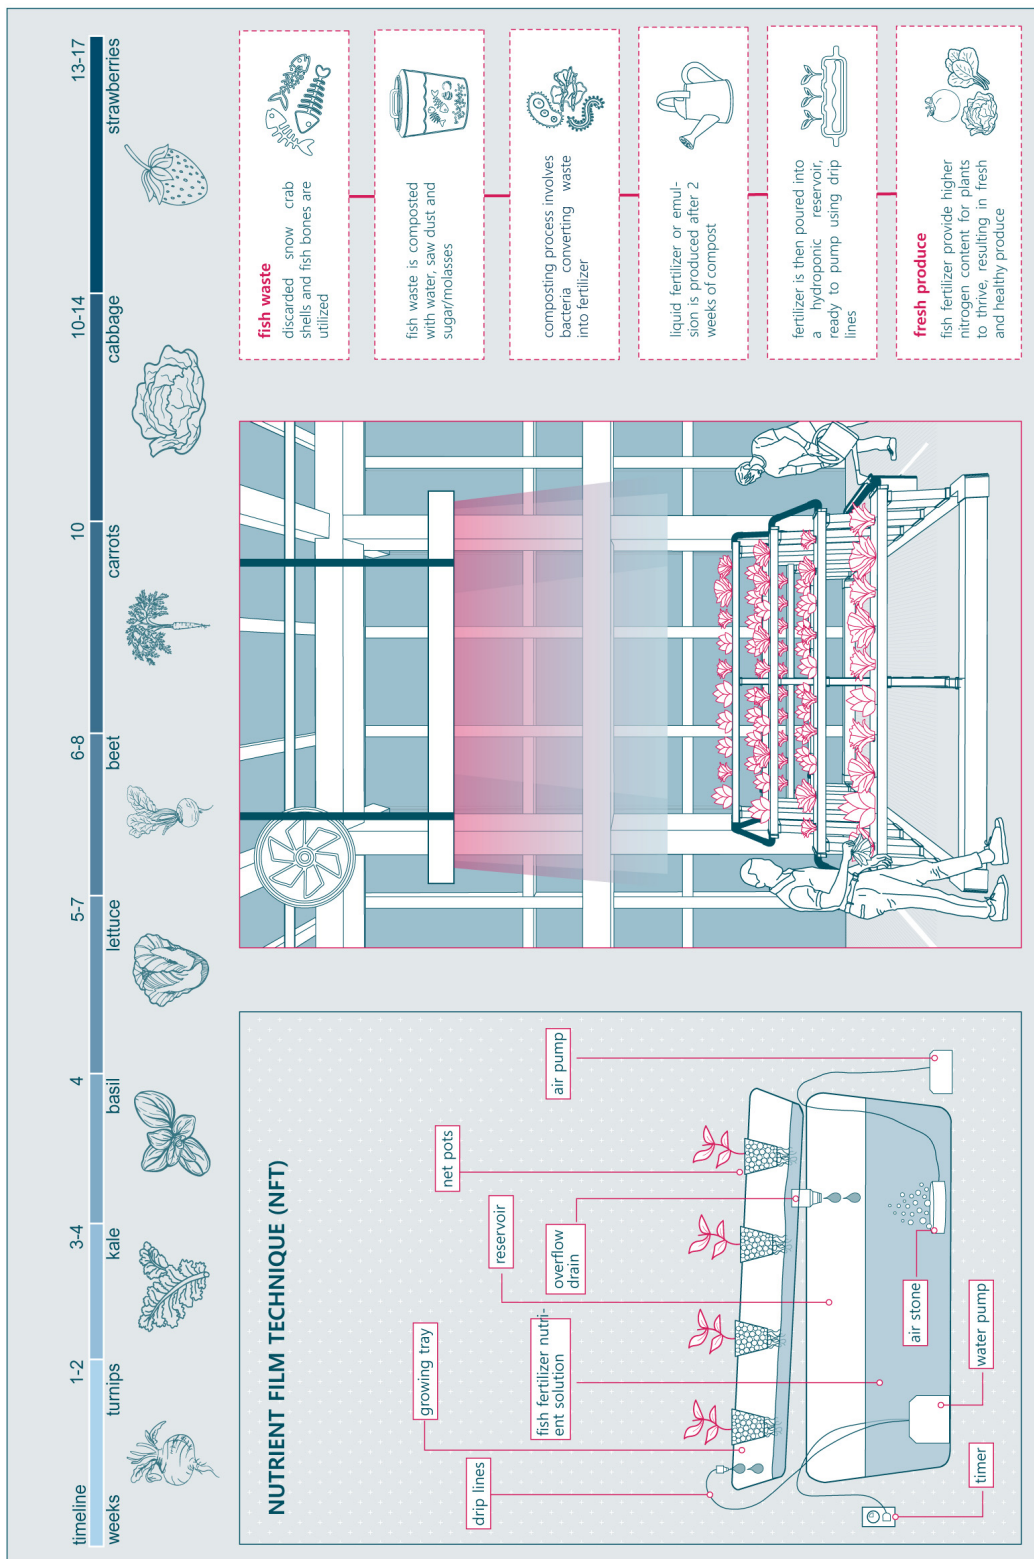 timeline
weeks
1-2
turnips
3-4
kale
4
basil
5-7
lettuce
6-8
beet
10
carrots
10-14
cabbage
13-17
strawberries
NUTRIENT FILM TECHNIQUE (NFT)
drip lines
growing tray
fish fertilizer nutri-
ent solution
reservoir
overflow
drain
net pots
air pump
timer
water pump
air stone
fish waste
discarded snow crab
shells and fish bones are
utilized
fish waste is composted
with water, saw dust and
sugar/molasses
composting process involves
bacteria converting waste
into fertilizer
liquid fertilizer or emul-
sion is produced after 2
weeks of compost
fertilizer is then poured into
a hydroponic reservoir,
ready to pump using drip
lines
fresh produce
fish fertilizer provide higher
nitrogen content for plants
to thrive, resulting in fresh
and healthy produce